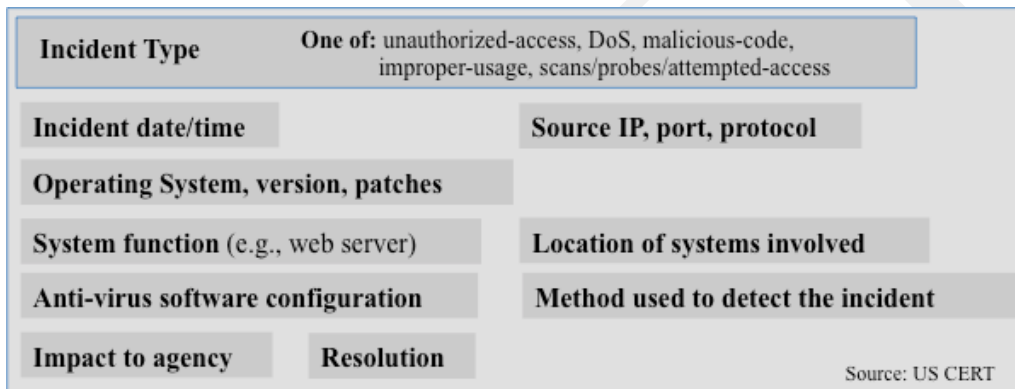 Incident Type
One of: unauthorized-access, DoS, malicious-code,
improper-usage, scans/probes/attempted-access
Incident date/time
Source IP, port, protocol
Operating System, version, patches
System function (e.g., web server)
Location of systems involved
Anti-virus software configuration
Method used to detect the incident
Impact to agency
Resolution
Source: US CERT